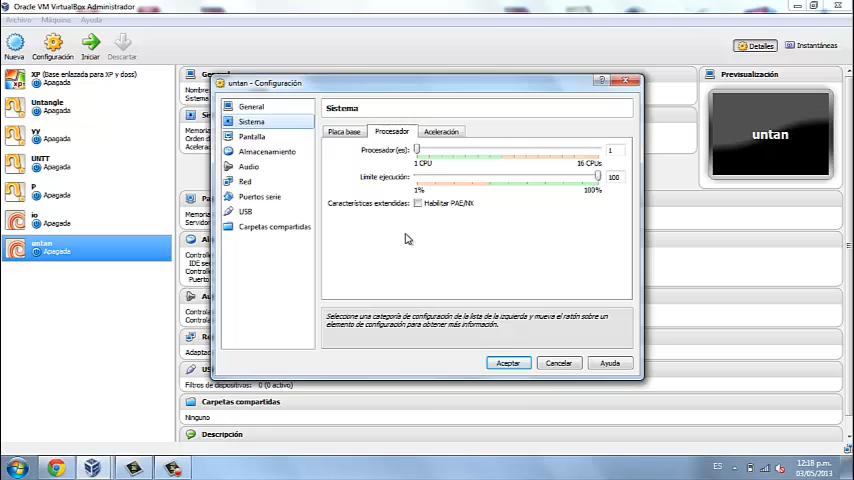 Oracle VM VirtualBox Administrador
Archivo Máquina Ayuda
Nueva Configuración Iniciar Descartar
Detalles Instantáneas
XP (Base enlazada para XP y doss)
Apagada
Untangle
Apagada
yy
Apagada
UNTT
Apagada
P
Apagada
io
Apagada
untan
Apagada
Previsualización
untan
untan - Configuración
General
Sistema
Pantalla
Almacenamiento
Audio
Red
Puertos serie
USB
Carpetas compartidas
Sistema
Placa base Procesador Aceleración
Procesador(es): 1
1 CPU 16 CPUs
Límite ejecución: 100
1% 100%
Características extendidas: Habilitar PAE/NX
Seleccione una categoría de configuración de la lista de la izquierda y mueva el ratón sobre un
elemento de configuración para obtener más información.
Aceptar Cancelar Ayuda
Filtros de dispositivos: 0 (0 activo)
Carpetas compartidas
Ninguno
Descripción
ES
12:18 p.m.
03/05/2013